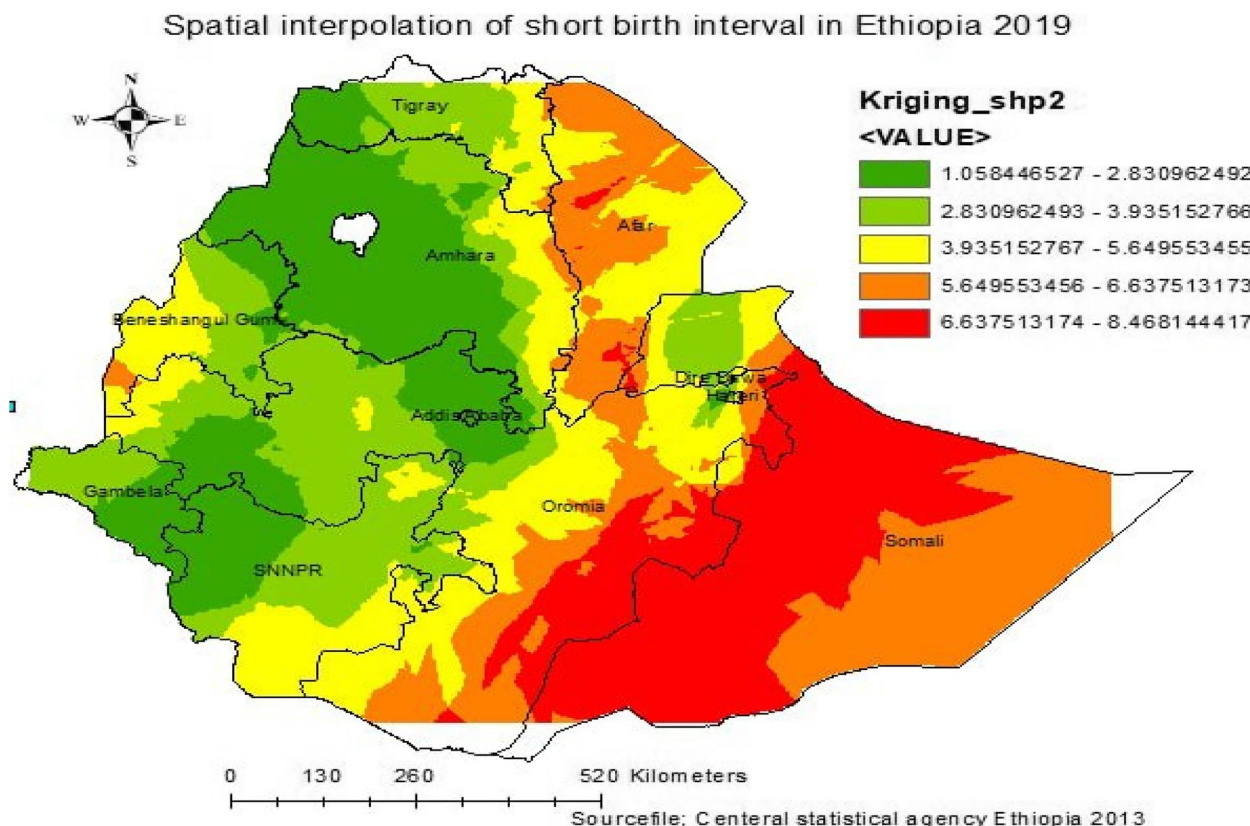 Spatial interpolation of short birth interval in Ethiopia 2019
N
W E
S
Kriging_shp2
<VALUE>
1.058446527 - 2.830962492
2.830962493 - 3.935152766
3.935152767 - 5.649553455
5.649553456 - 6.637513173
6.637513174 - 8.468144417
Tigray
Afar
Amhara
Beneshangul Gumz
Dire Dawa
Hareri
Addis Ababa
Gambela
Oromia
Somali
SNNPR
0 130 260 520 Kilometers
Sourcefile; Centeral statistical agency Ethiopia 2013